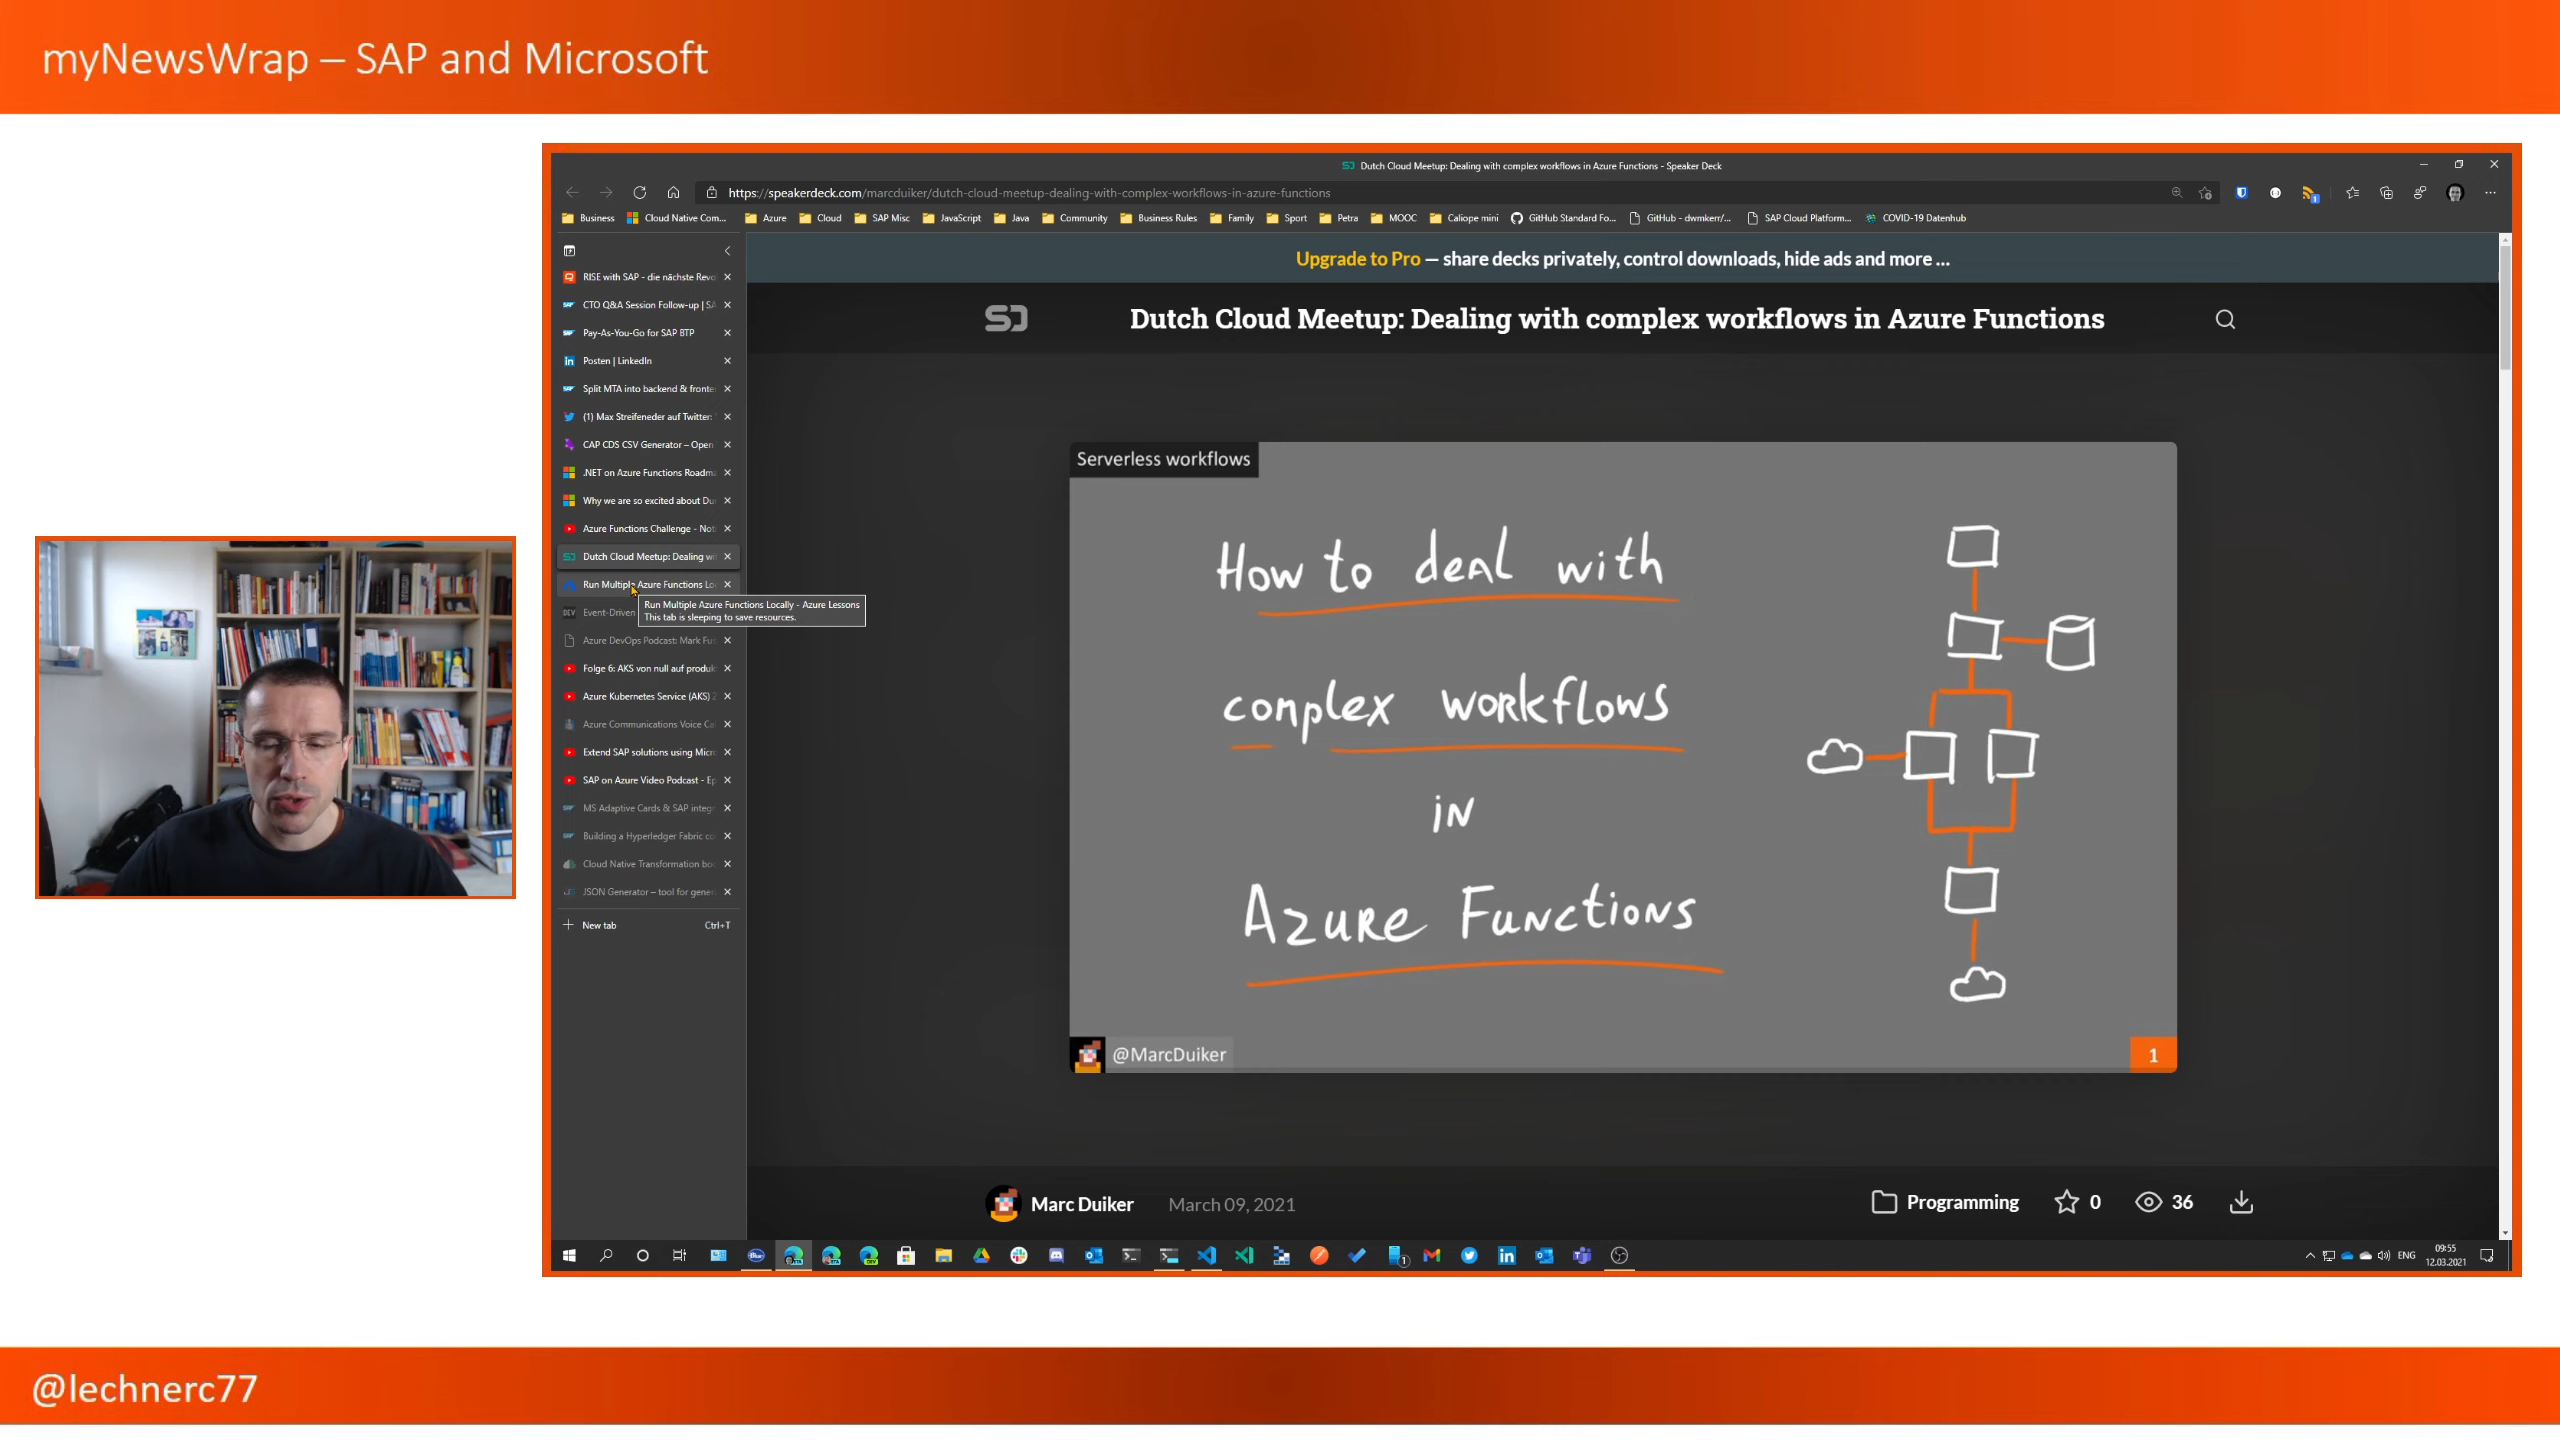 myNewsWrap – SAP and Microsoft
Dutch Cloud Meetup: Dealing with complex workflows in Azure Functions - Speaker Deck
https://speakerdeck.com/marcduiker/dutch-cloud-meetup-dealing-with-complex-workflows-in-azure-functions
Business Cloud Native Com... Azure Cloud SAP Misc JavaScript Java Community Business Rules Family Sport Petra MOOC Caliope mini GitHub Standard Fo... GitHub - dwmkerr/... SAP Cloud Platform... COVID-19 Datenhub
RISE with SAP - die nächste Revo
CTO Q&A Session Follow-up | SA
Pay-As-You-Go for SAP BTP
Posten | LinkedIn
Split MTA into backend & fronte
(1) Max Streifeneder auf Twitter:
CAP CDS CSV Generator – Open
.NET on Azure Functions Roadma
Why we are so excited about Du
Azure Functions Challenge - Not
Dutch Cloud Meetup: Dealing wi
Run Multiple Azure Functions Loc
Event-Driven
Run Multiple Azure Functions Locally - Azure Lessons
This tab is sleeping to save resources.
Azure DevOps Podcast: Mark Fus
Folge 6: AKS von null auf produk
Azure Kubernetes Service (AKS) 2
Azure Communications Voice Ca
Extend SAP solutions using Micro
SAP on Azure Video Podcast - Ep
MS Adaptive Cards & SAP integr
Building a Hyperledger Fabric co
Cloud Native Transformation bo
JSON Generator – tool for gener
New tab Ctrl+T
Upgrade to Pro — share decks privately, control downloads, hide ads and more …
Dutch Cloud Meetup: Dealing with complex workflows in Azure Functions
Serverless workflows
How to deal with
complex workflows
in
Azure Functions
@MarcDuiker
1
Marc Duiker March 09, 2021
Programming 0 36
ENG
09:55
12.03.2021
@lechnerc77